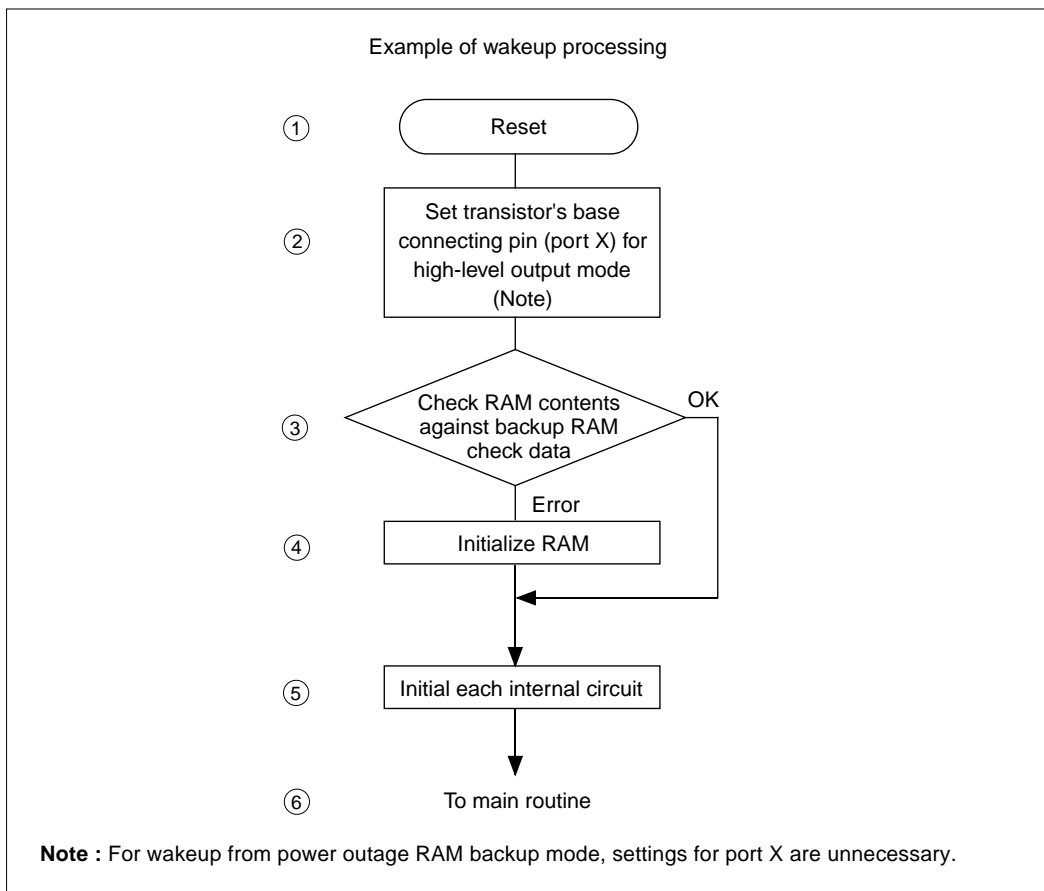 Example of wakeup processing
① Reset
② Set transistor's base
connecting pin (port X) for
high-level output mode
(Note)
③ Check RAM contents
against backup RAM
check data
OK
Error
④ Initialize RAM
⑤ Initial each internal circuit
⑥ To main routine
Note : For wakeup from power outage RAM backup mode, settings for port X are unnecessary.